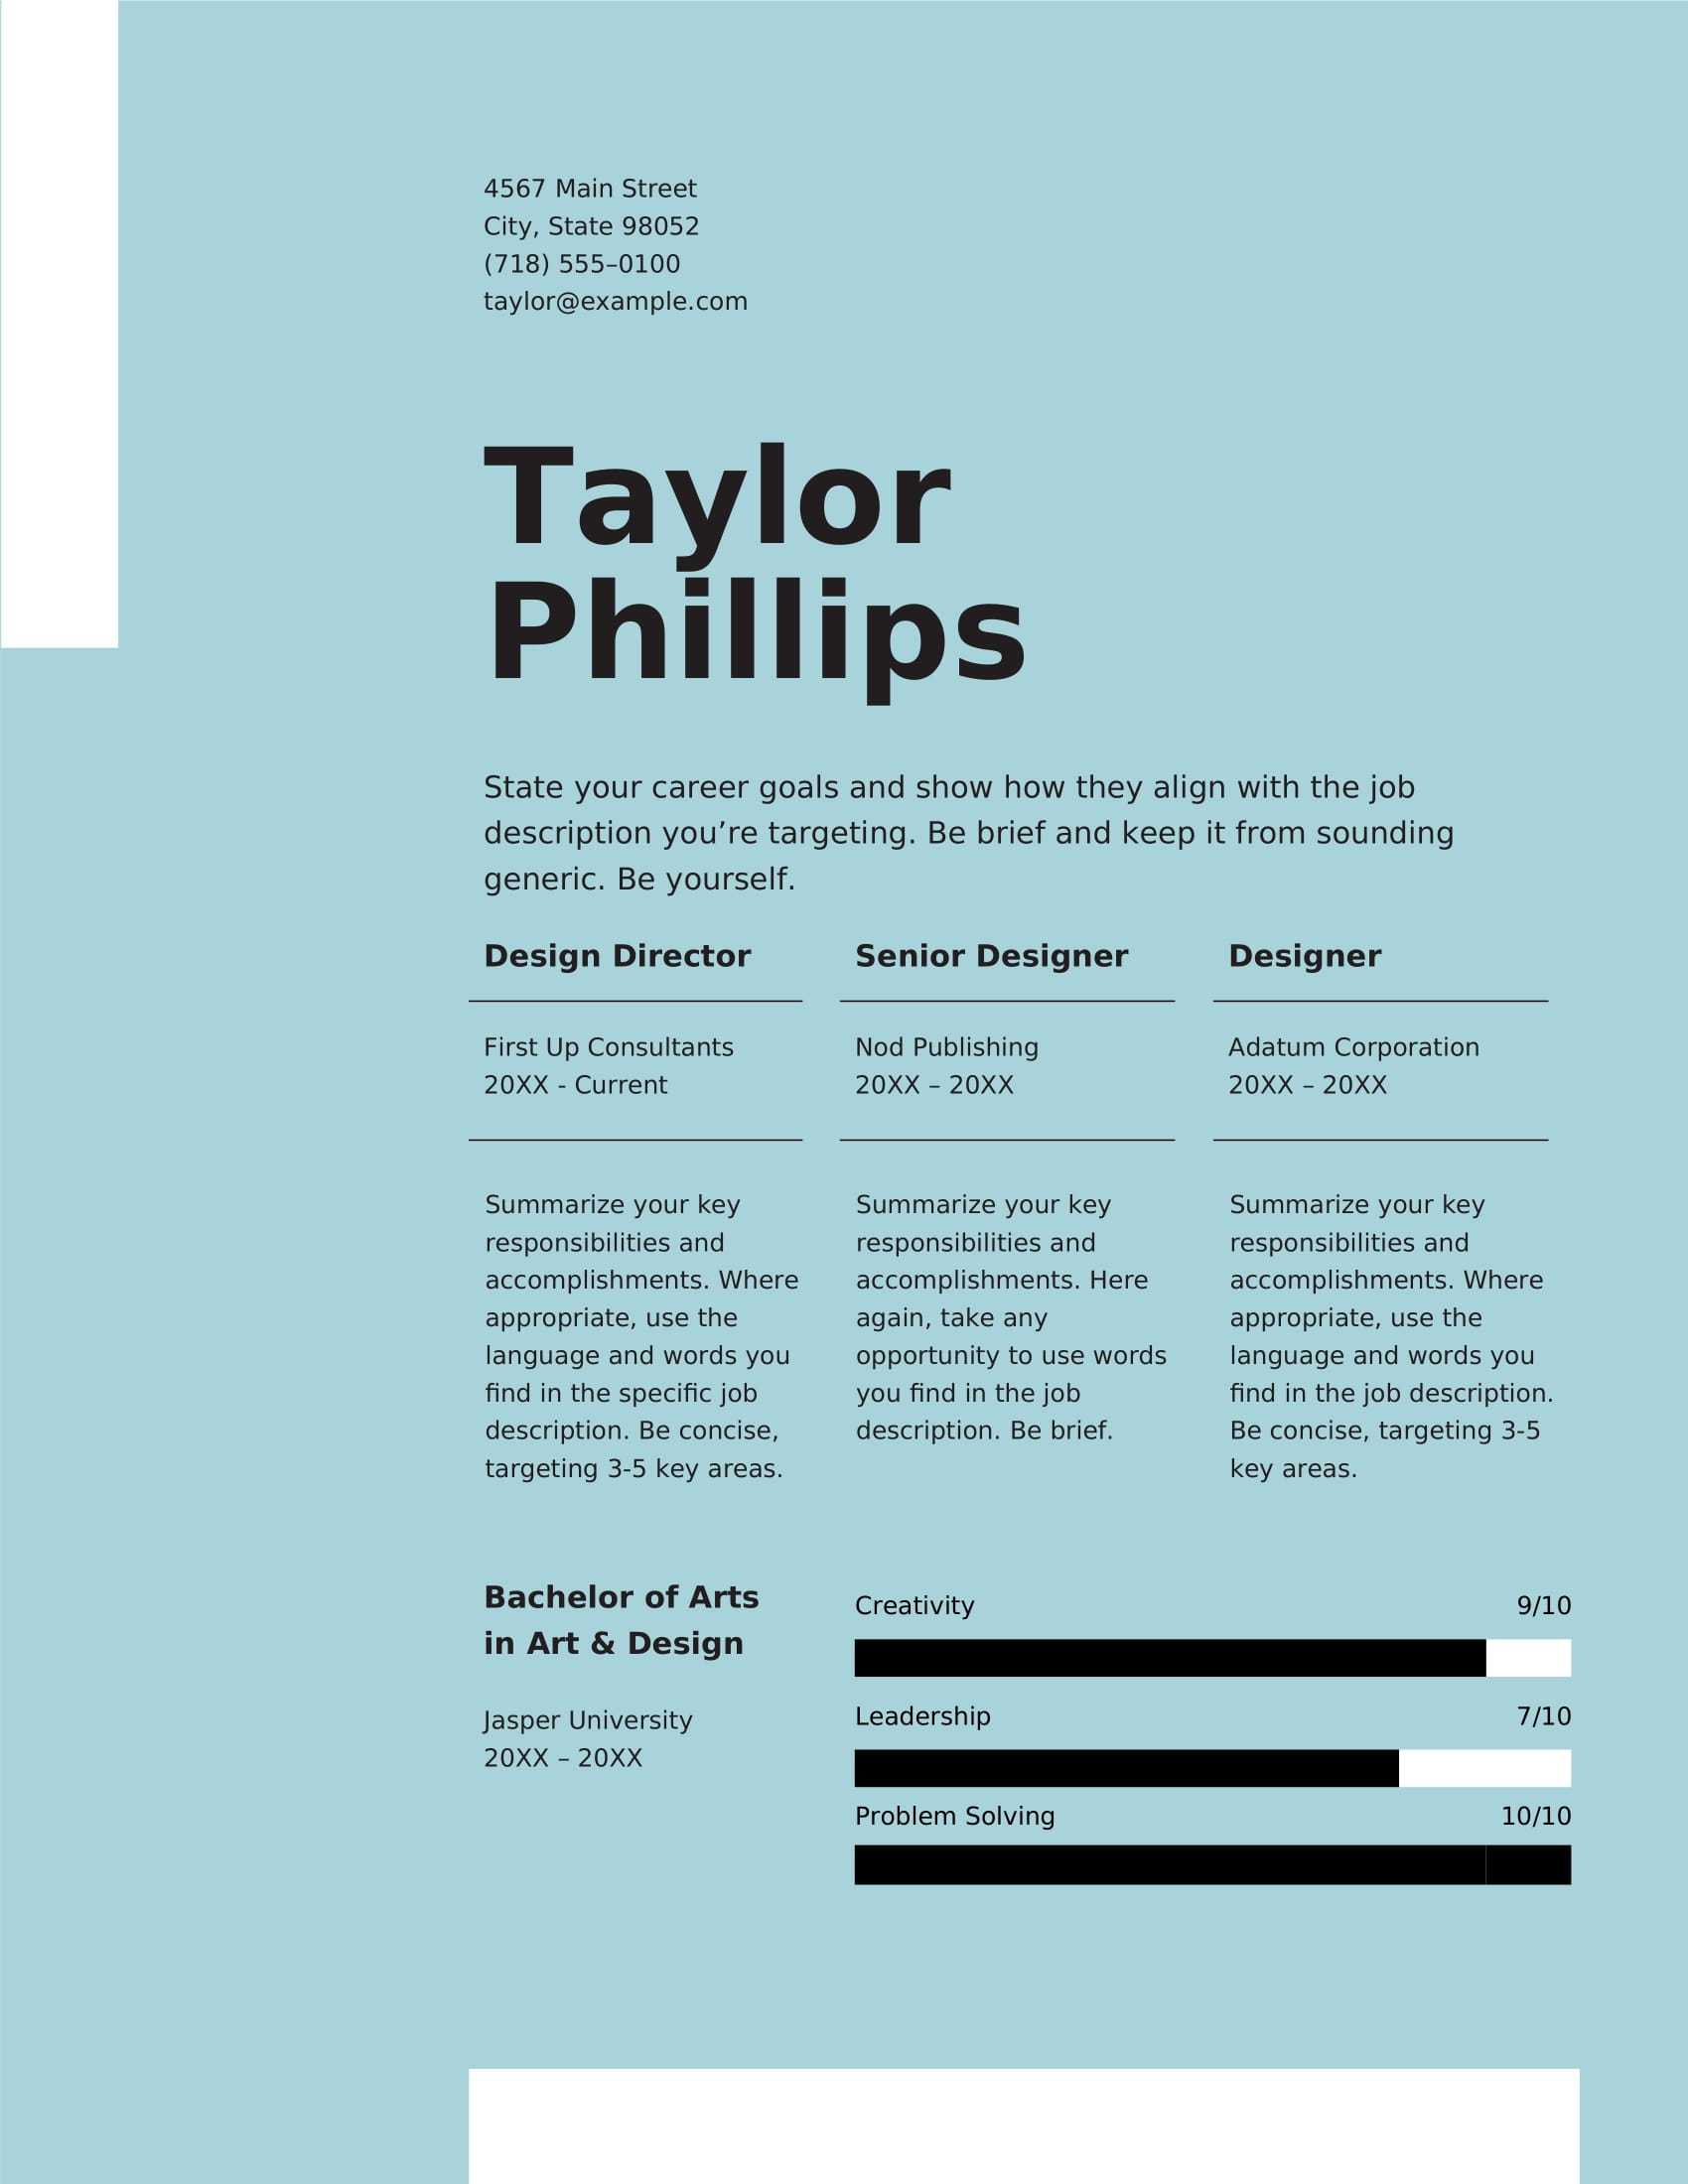 4567 Main Street
City, State 98052
(718) 555–0100
taylor@example.com
Taylor
Phillips
State your career goals and show how they align with the job
description you’re targeting. Be brief and keep it from sounding
generic. Be yourself.
Design Director
First Up Consultants
20XX - Current
Summarize your key
responsibilities and
accomplishments. Where
appropriate, use the
language and words you
find in the specific job
description. Be concise,
targeting 3-5 key areas.
Senior Designer
Nod Publishing
20XX – 20XX
Summarize your key
responsibilities and
accomplishments. Here
again, take any
opportunity to use words
you find in the job
description. Be brief.
Designer
Adatum Corporation
20XX – 20XX
Summarize your key
responsibilities and
accomplishments. Where
appropriate, use the
language and words you
find in the job description.
Be concise, targeting 3-5
key areas.
Bachelor of Arts
in Art & Design
Jasper University
20XX – 20XX
Creativity 9/10
Leadership 7/10
Problem Solving 10/10